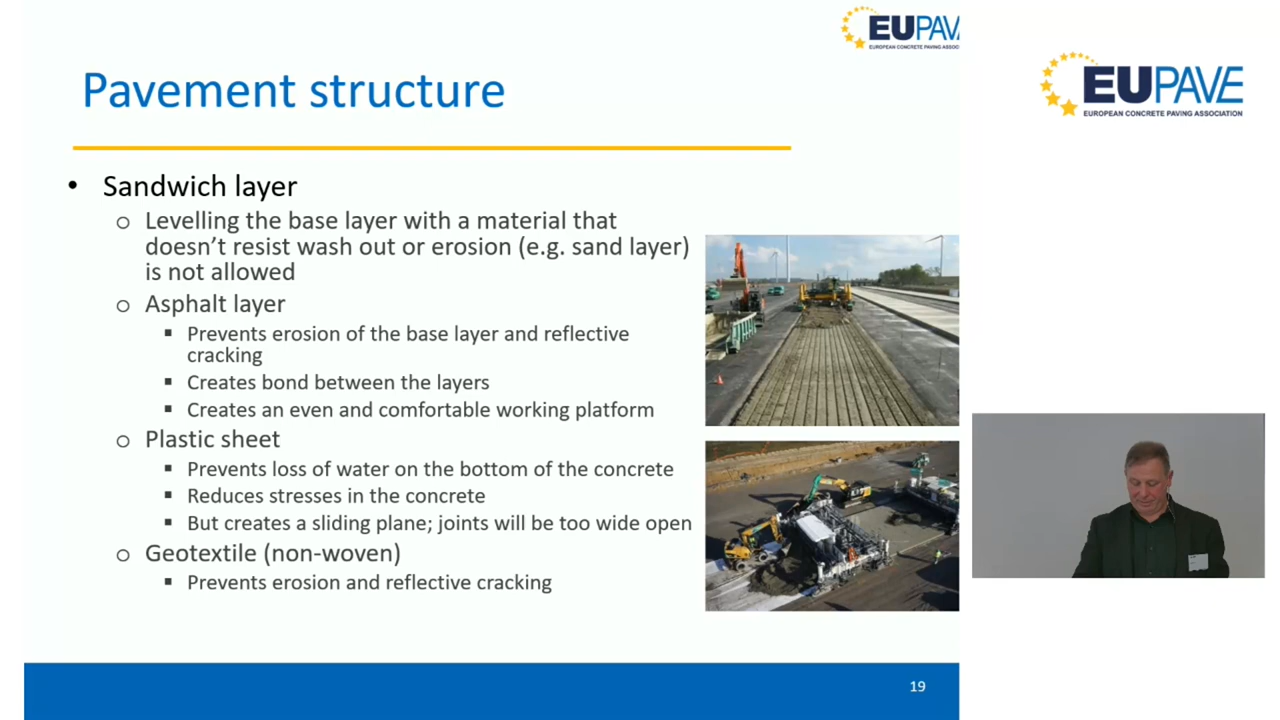 EUPAV
EUROPEAN CONCRETE PAVING ASSOC
EUPAVE
EUROPEAN CONCRETE PAVING ASSOCIATION
Pavement structure
• Sandwich layer
o Levelling the base layer with a material that
doesn’t resist wash out or erosion (e.g. sand layer)
is not allowed
o Asphalt layer
▪ Prevents erosion of the base layer and reflective
cracking
▪ Creates bond between the layers
▪ Creates an even and comfortable working platform
o Plastic sheet
▪ Prevents loss of water on the bottom of the concrete
▪ Reduces stresses in the concrete
▪ But creates a sliding plane; joints will be too wide open
o Geotextile (non-woven)
▪ Prevents erosion and reflective cracking
19